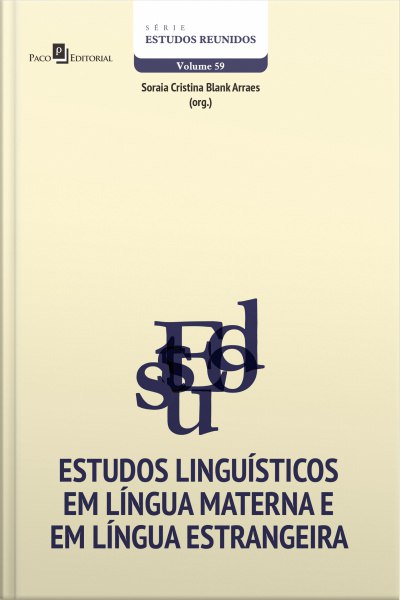 SÉRIE
ESTUDOS REUNIDOS
Volume 59
PACO EDITORIAL
Soraia Cristina Blank Arraes
(org.)
Estudos
ESTUDOS LINGUÍSTICOS
EM LÍNGUA MATERNA E
EM LÍNGUA ESTRANGEIRA